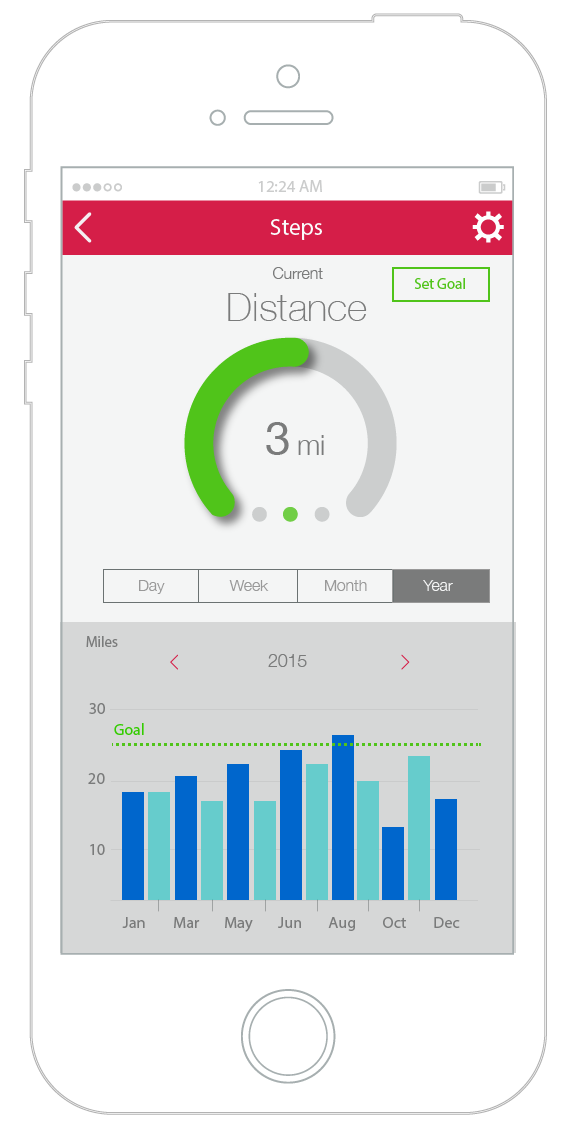 12:24 AM
Steps
Current
Set Goal
Distance
3 mi
Day Week Month Year
Miles
2015
30
Goal
20
10
Jan Mar May Jun Aug Oct Dec